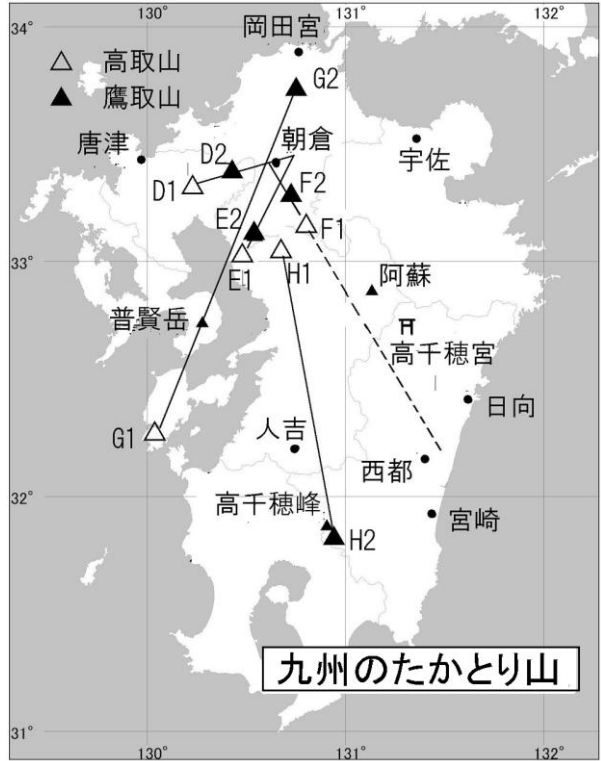 130°
131°
132°
34°
岡田宮
△ 高取山
▲ 鷹取山
G2
唐津
朝倉
宇佐
D2
D1
F2
E2
F1
33°
E1
H1
阿蘇
普賢岳
高千穂宮
日向
G1
人吉
西都
32°
高千穂峰
宮崎
H2
九州のたかとり山
31°
130°
131°
132°